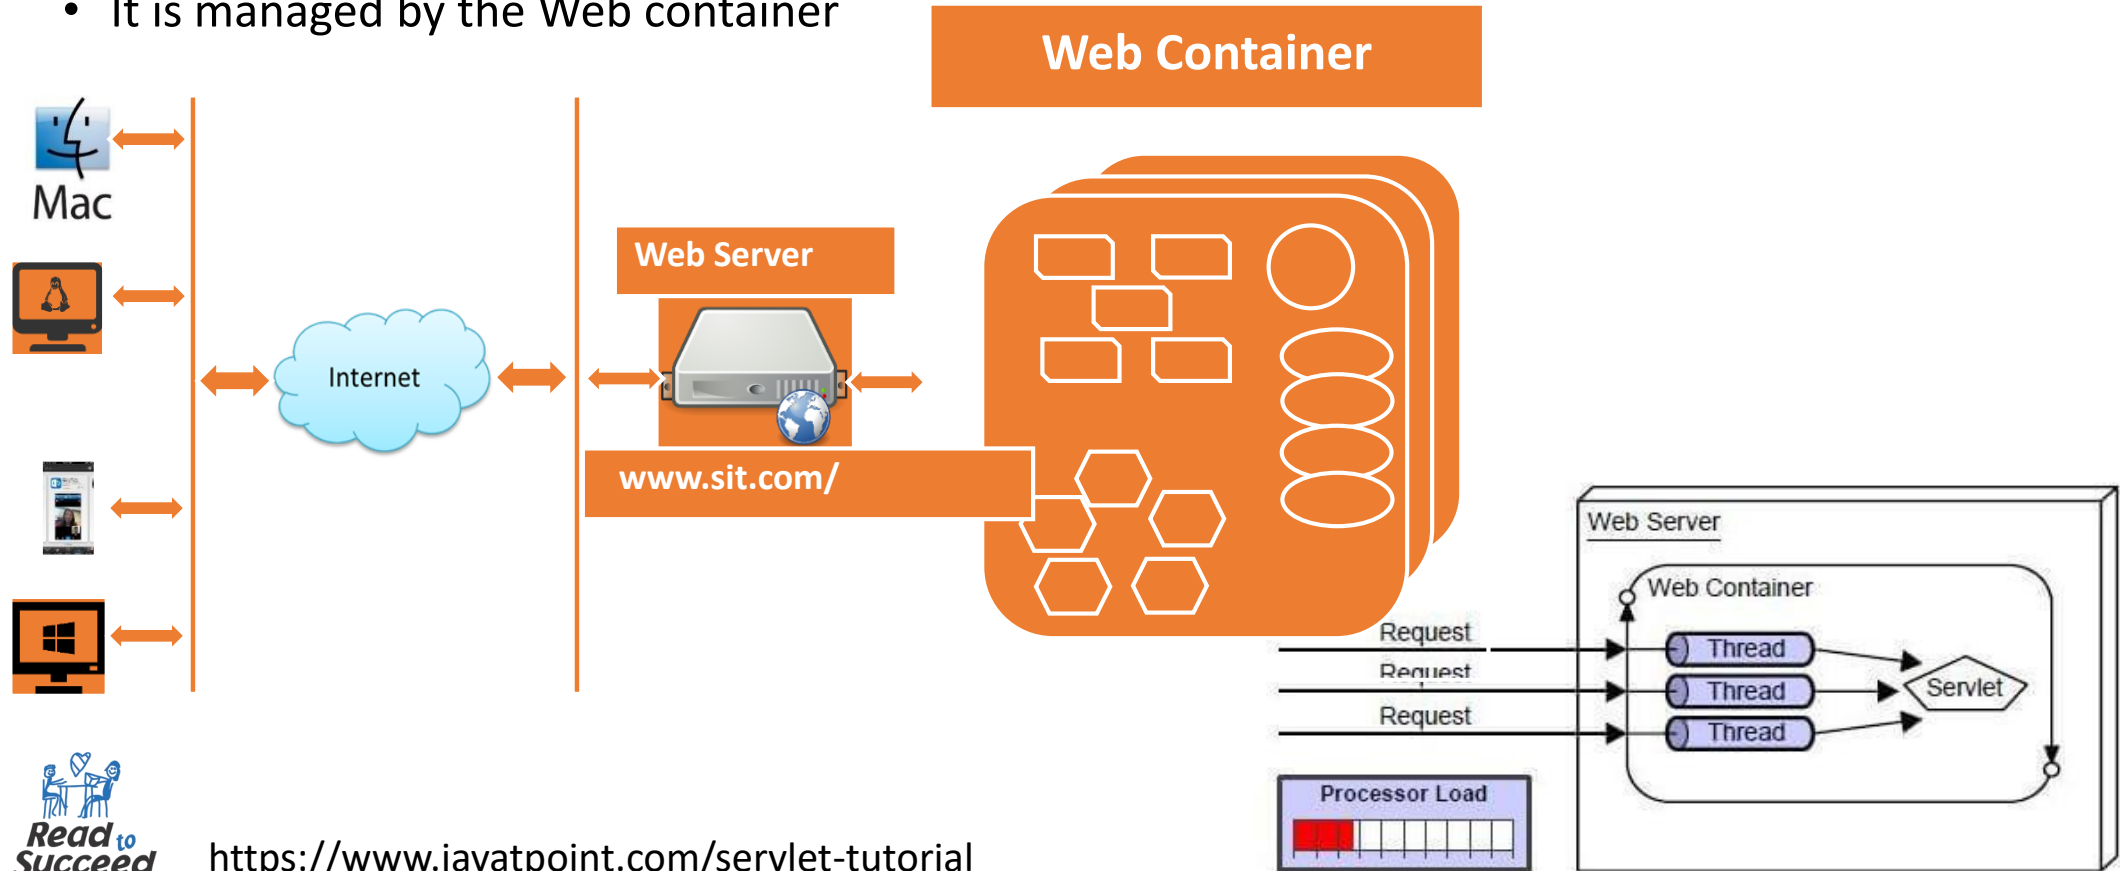 • It is managed by the Web container
Web Container
Mac
Web Server
Internet
www.sit.com/
Web Server
Web Container
Request
Thread
Request
Thread
Servlet
Request
Thread
Processor Load
Read to
Succeed
https://www.javatpoint.com/servlet-tutorial